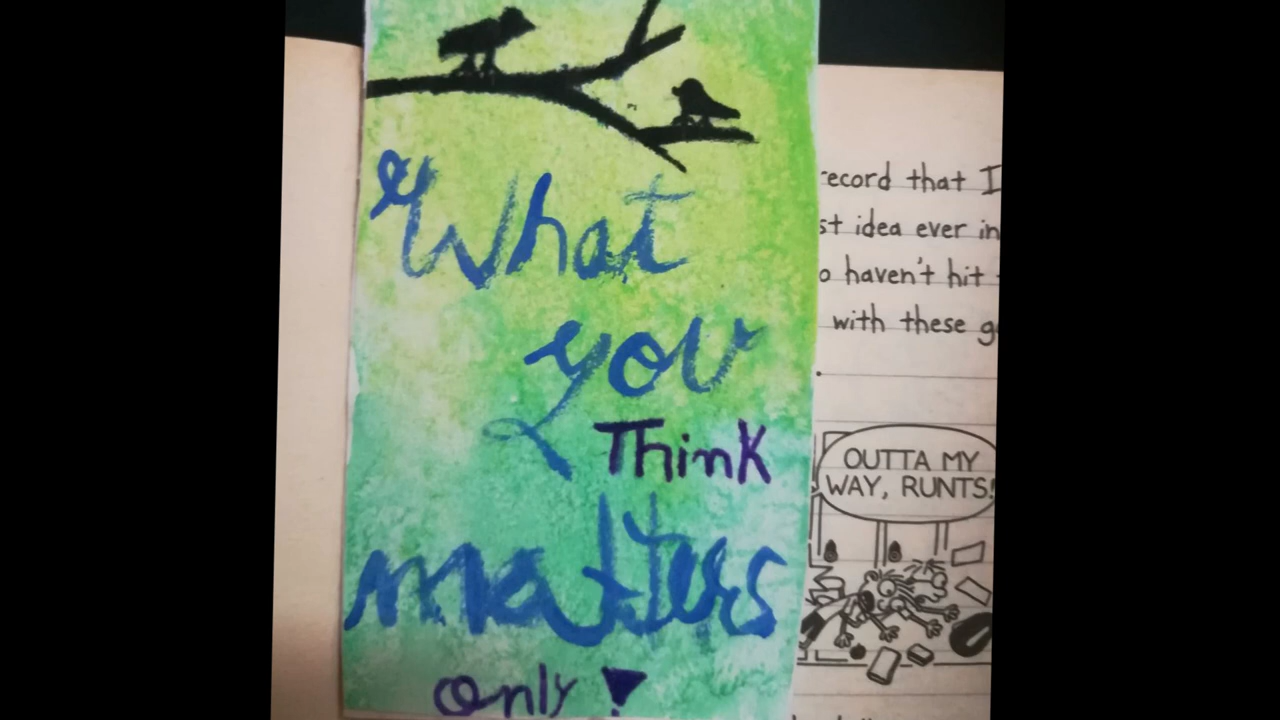 What
you
Think
matters
only !
record that I
st idea ever in
o haven't hit
with these g
OUTTA MY
WAY, RUNTS!